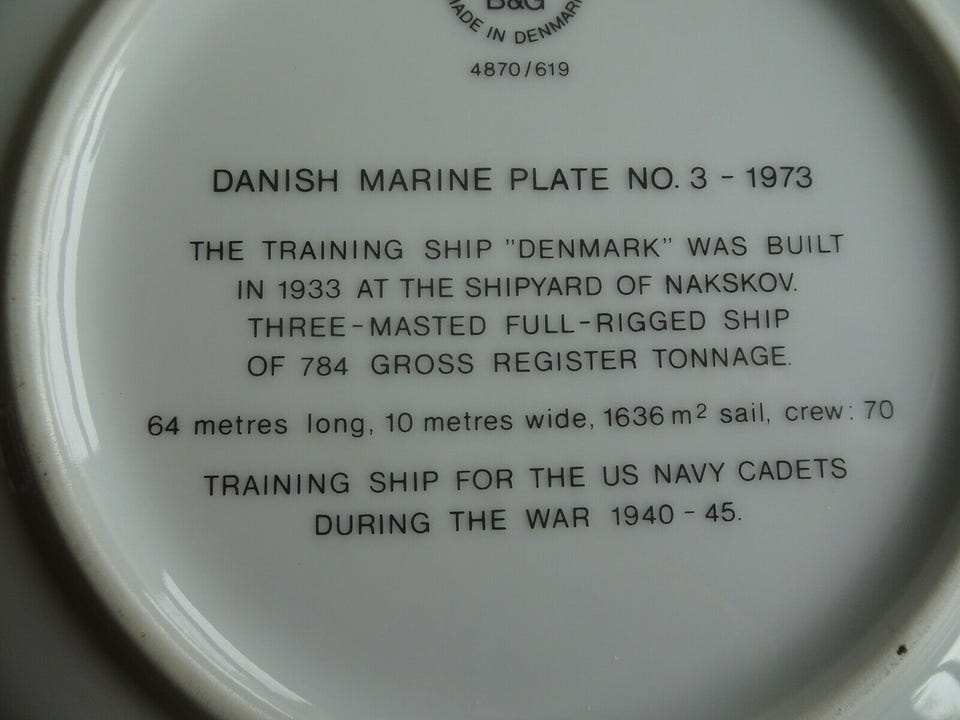 B&G
MADE IN DENMARK
4870/619
DANISH MARINE PLATE NO. 3 - 1973
THE TRAINING SHIP "DENMARK" WAS BUILT
IN 1933 AT THE SHIPYARD OF NAKSKOV.
THREE-MASTED FULL-RIGGED SHIP
OF 784 GROSS REGISTER TONNAGE.
64 metres long, 10 metres wide, 1636 m² sail, crew: 70
TRAINING SHIP FOR THE US NAVY CADETS
DURING THE WAR 1940 - 45.